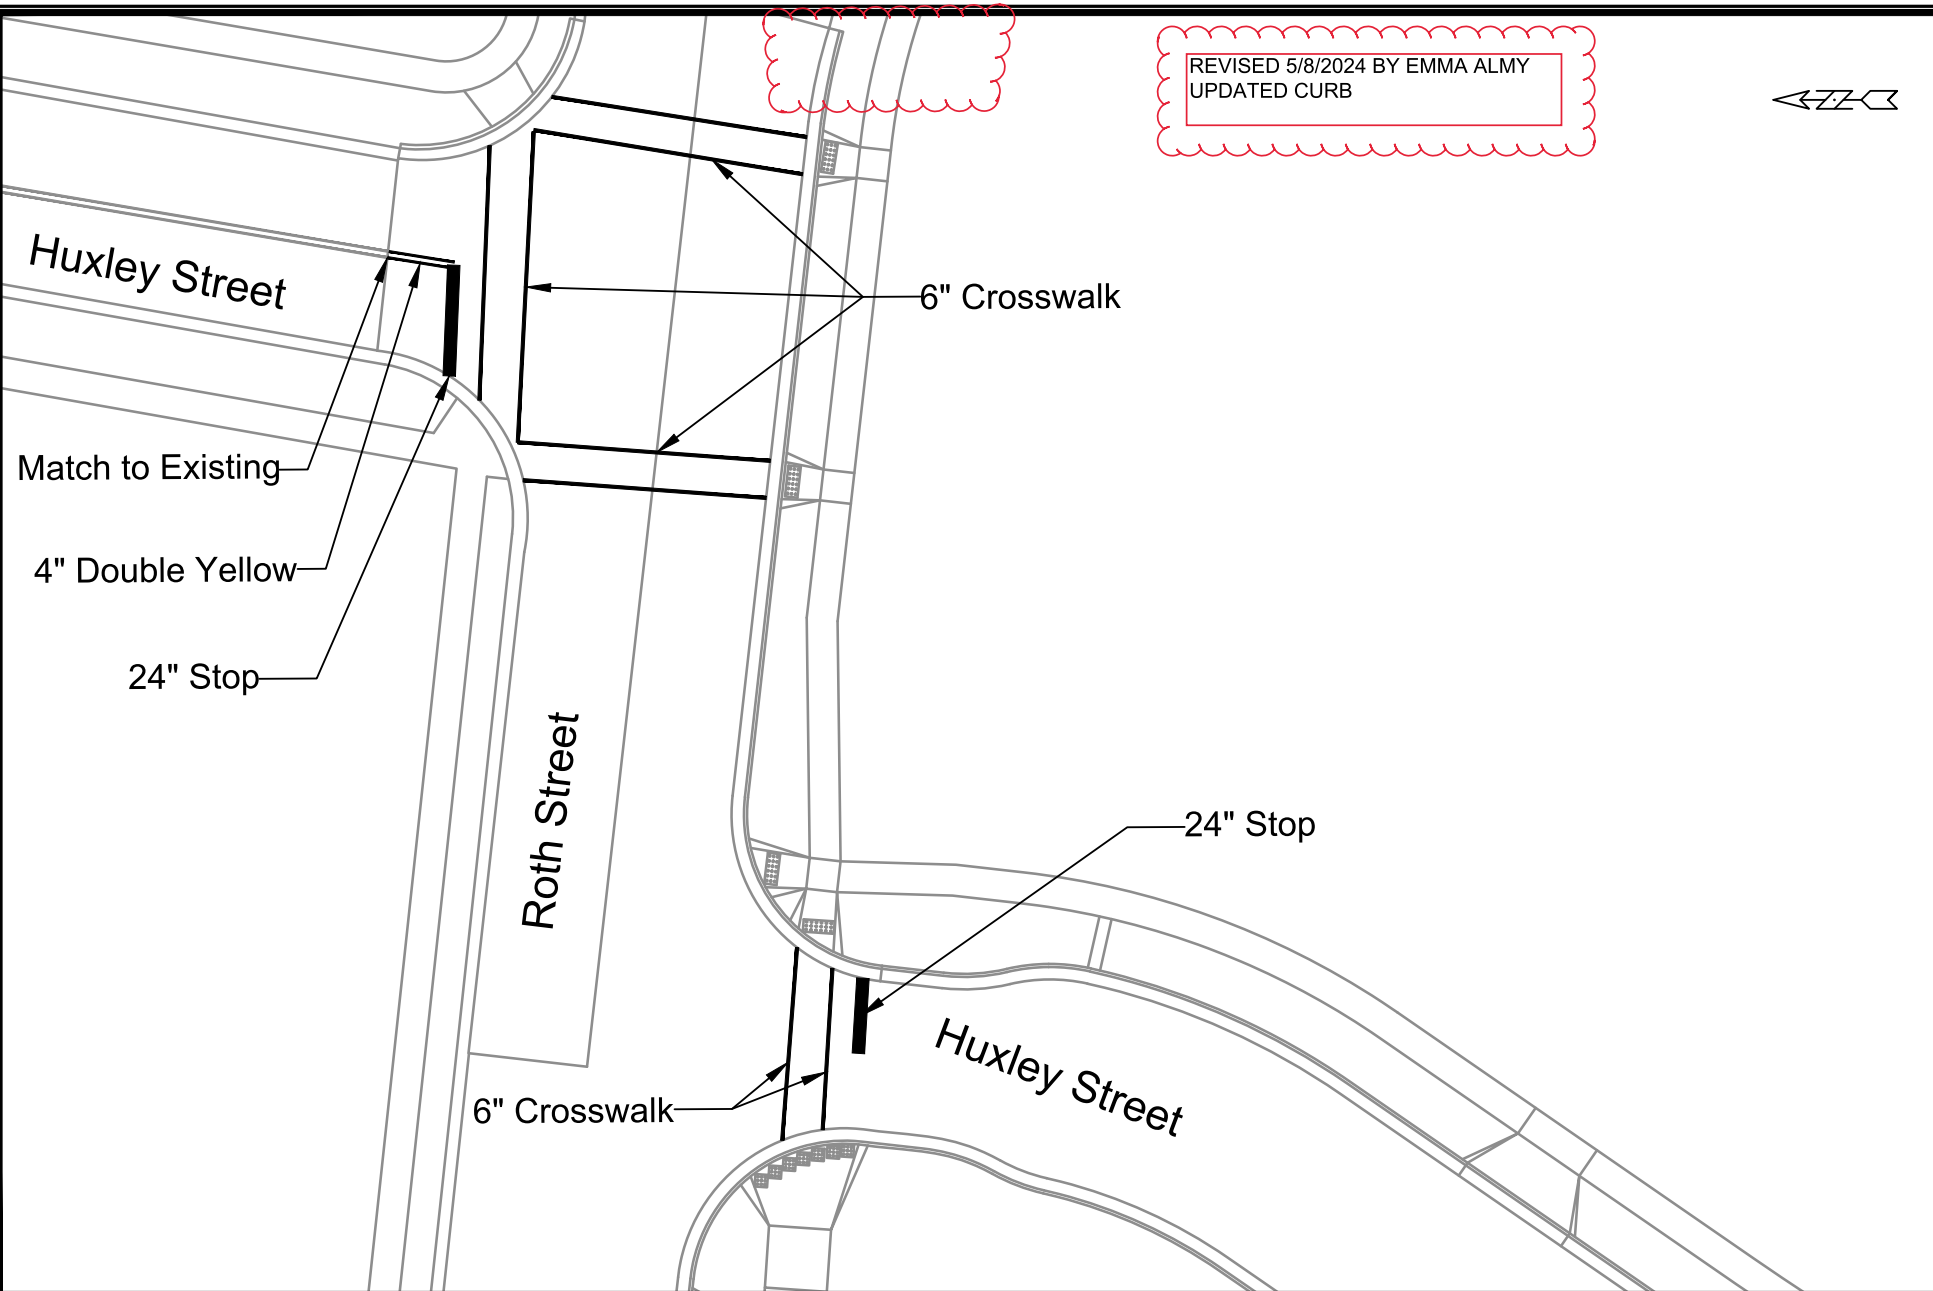 REVISED 5/8/2024 BY EMMA ALMY
UPDATED CURB
Z
Huxley Street
6" Crosswalk
Match to Existing
4" Double Yellow
24" Stop
Roth Street
24" Stop
Huxley Street
6" Crosswalk